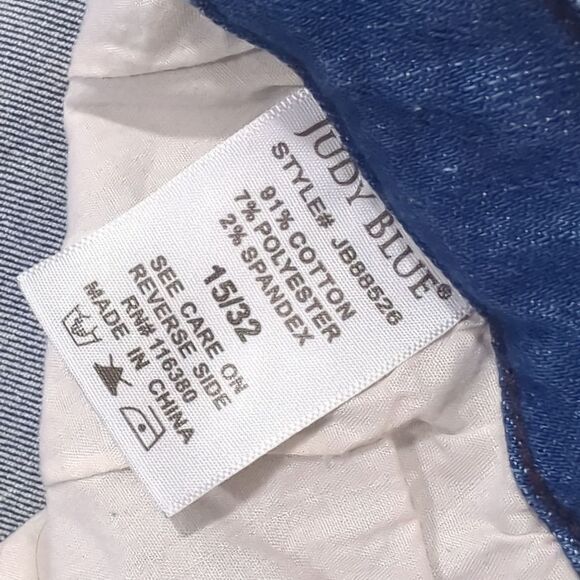 JUDY BLUE®
STYLE# JB88526
91% COTTON
7% POLYESTER
2% SPANDEX
15/32
SEE CARE ON
REVERSE SIDE
RN# 116380
MADE IN CHINA